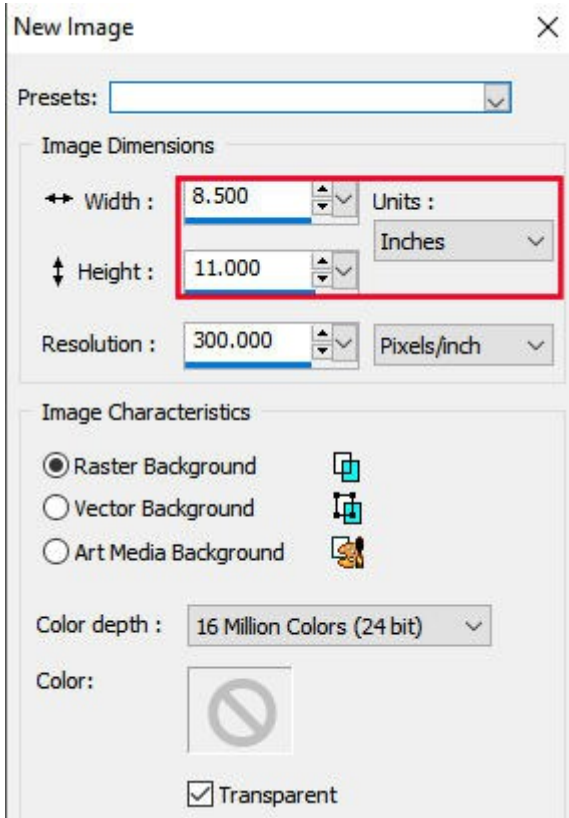 New Image
Presets:
Image Dimensions
Width : 8.500 Units :
Inches
Height : 11.000
Resolution : 300.000 Pixels/inch
Image Characteristics
Raster Background
Vector Background
Art Media Background
Color depth : 16 Million Colors (24 bit)
Color:
Transparent